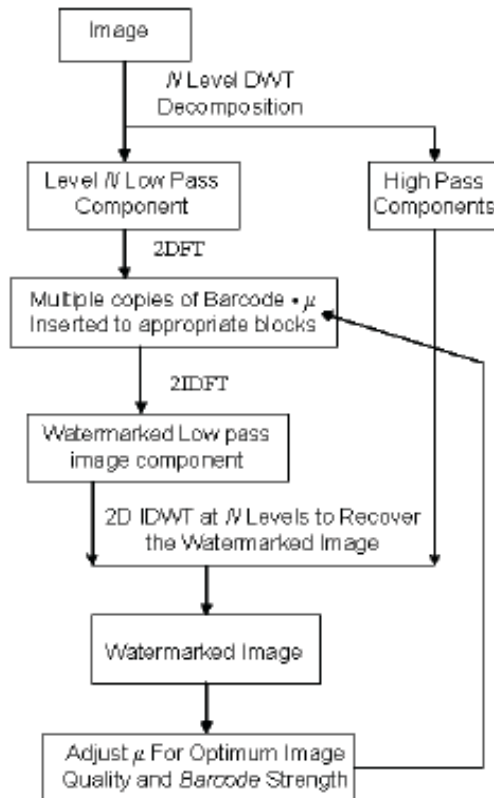 Image
N Level DWT
Decomposition
Level N Low Pass
Component
High Pass
Components
2DFT
Multiple copies of Barcode • μ
Inserted to appropriate blocks
2IDFT
Watermarked Low pass
image component
2D IDWT at N Levels to Recover
the Watermarked Image
Watermarked Image
Adjust μ For Optimum Image
Quality and Barcode Strength